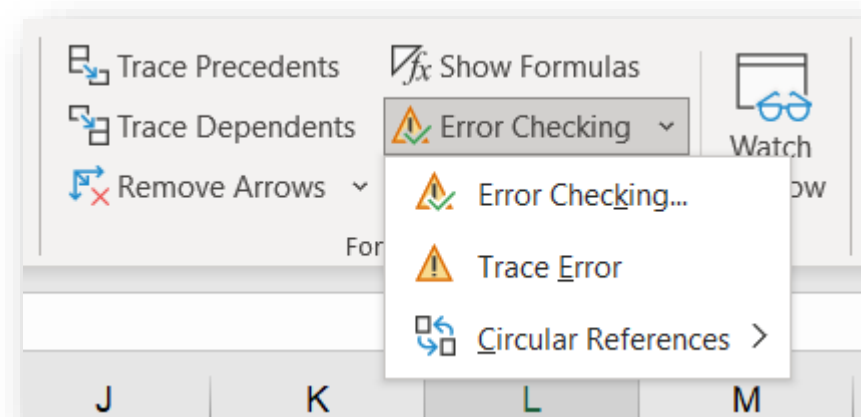 Trace Precedents
Show Formulas
Trace Dependents
Error Checking
Watch
Remove Arrows
Error Checking...
Trace Error
Circular References
J K L M